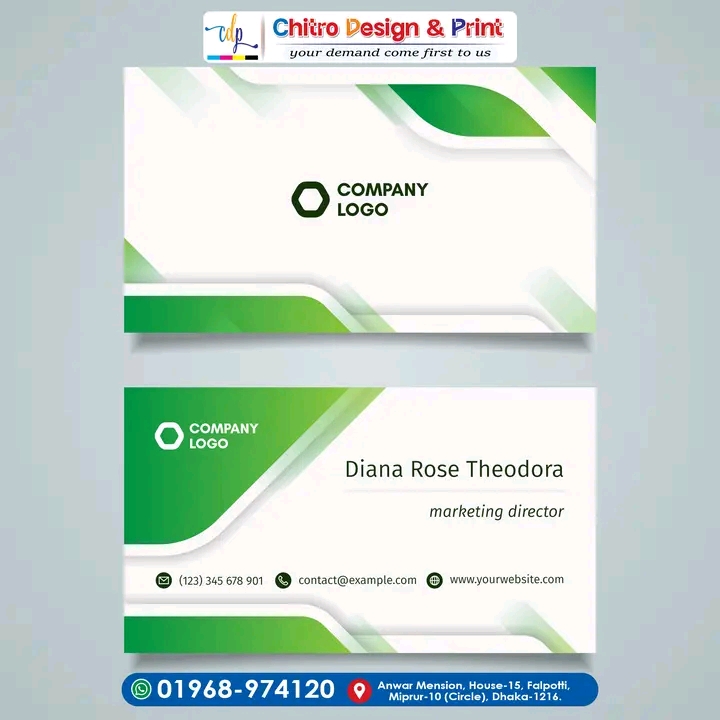 cdp
Chitro Design & Print
your demand come first to us
COMPANY
LOGO
COMPANY
LOGO
Diana Rose Theodora
marketing director
(123) 345 678 901 contact@example.com www.yourwebsite.com
01968-974120
Anwar Mension, House-15, Falpotti,
Miprur-10 (Circle), Dhaka-1216.